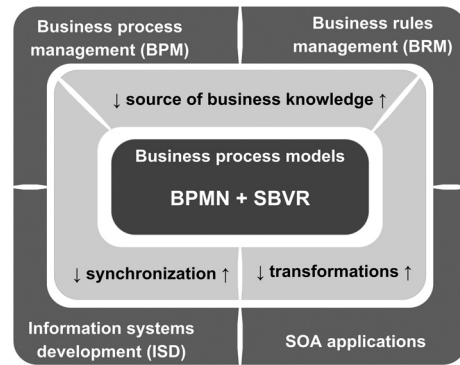 Business process
management (BPM)
Business rules
management (BRM)
↓ source of business knowledge ↑
Business process models
BPMN + SBVR
↓ synchronization ↑
↓ transformations ↑
Information systems
development (ISD)
SOA applications